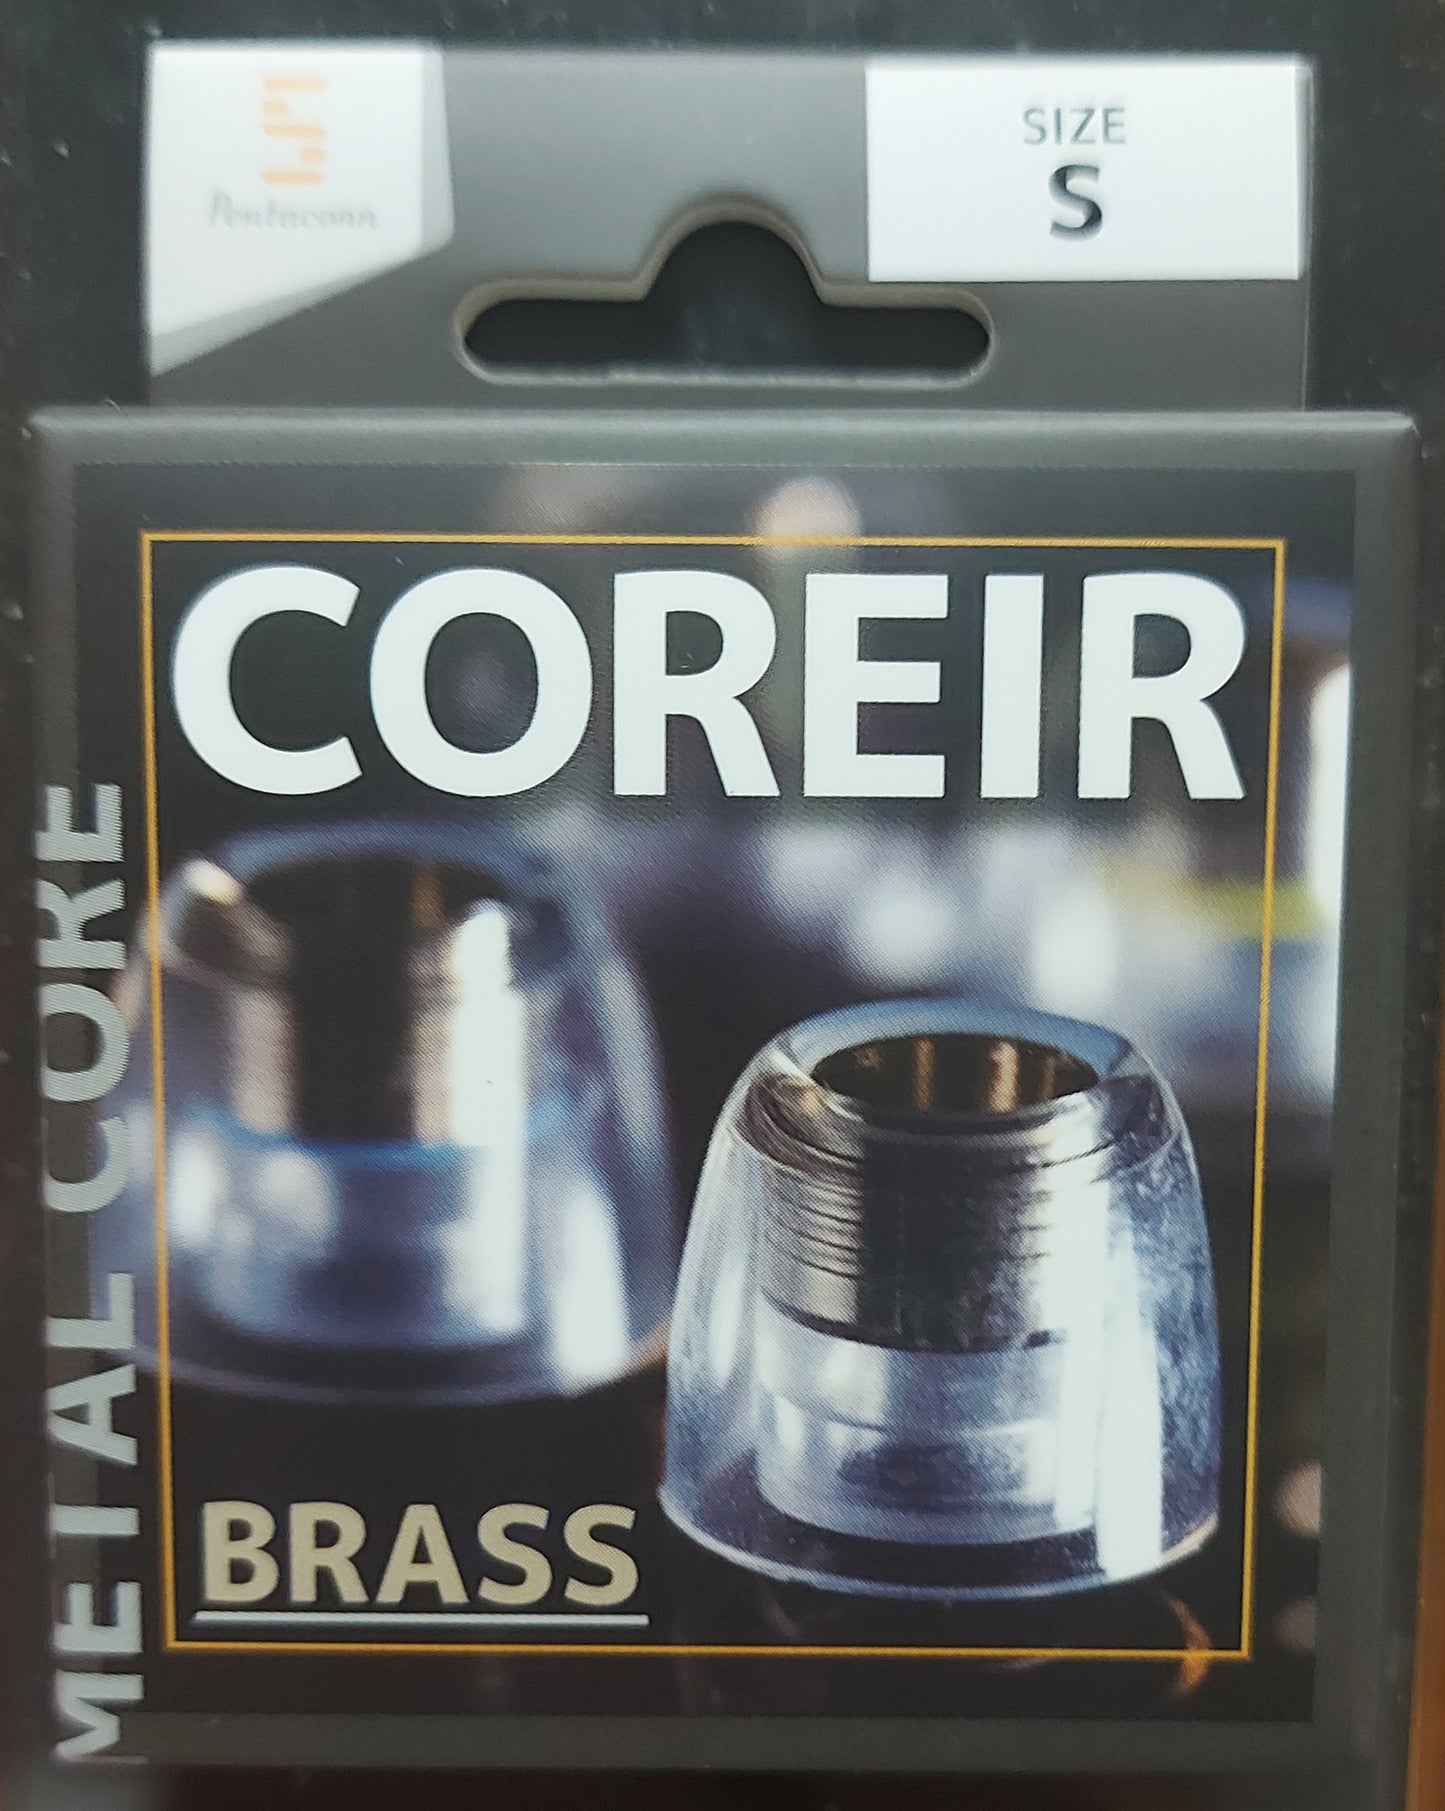 Pentaconn
SIZE
S
COREIR
METAL CORE
BRASS